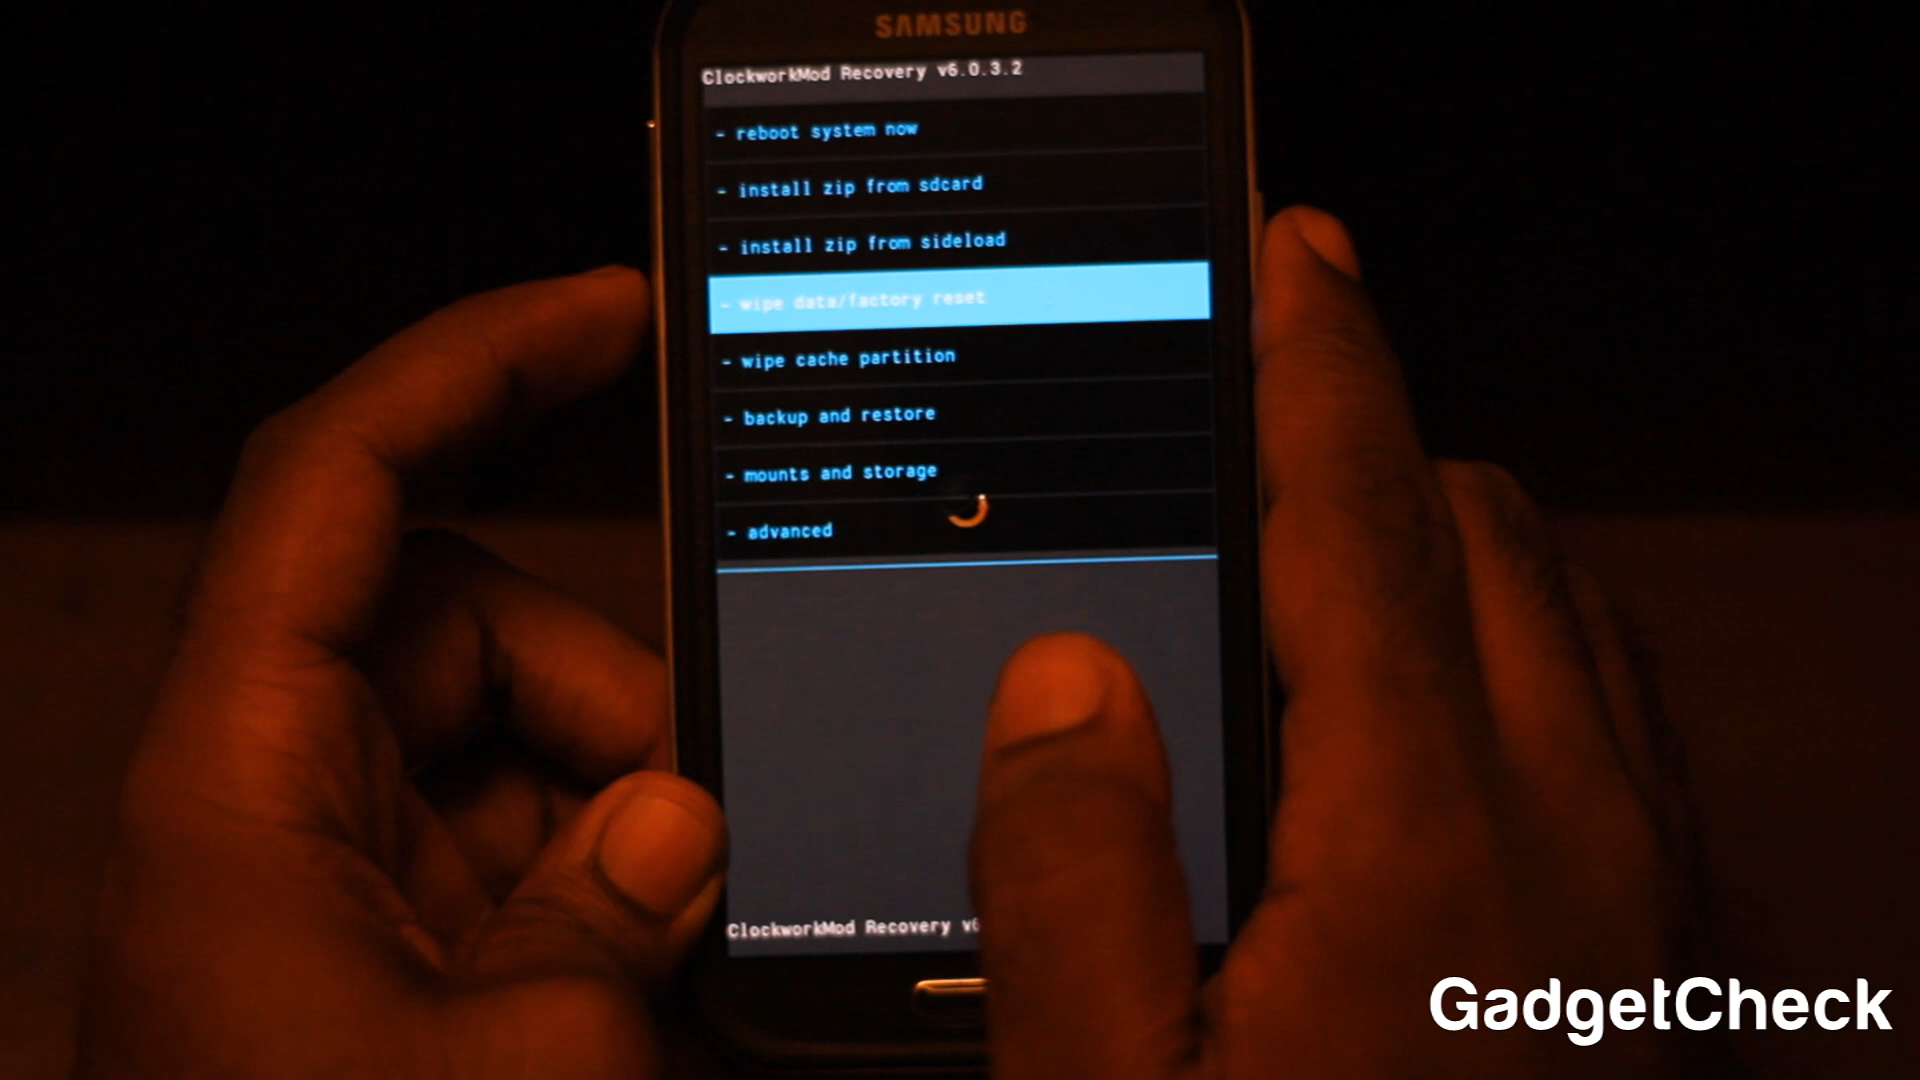 SAMSUNG
ClockworkMod Recovery v6.0.3.2
- reboot system now
- install zip from sdcard
- install zip from sideload
- wipe data/factory reset
- wipe cache partition
- backup and restore
- mounts and storage
- advanced
ClockworkMod Recovery v6
GadgetCheck